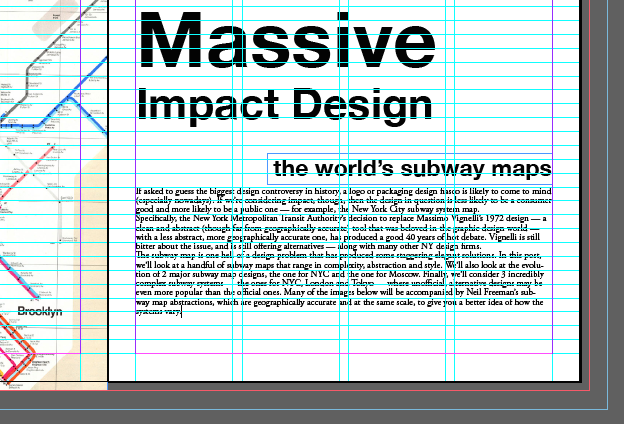 Massive
Impact Design
the world's subway maps
If asked to guess the biggest design controversy in history, a logo or packaging design fiasco is likely to come to mind
(especially nowadays). If we're considering impact, though, then the design in question is less likely to be a consumer
good and more likely to be a public one — for example, the New York City subway system map.
Specifically, the New York Metropolitan Transit Authority's decision to replace Massimo Vignelli's 1972 design — a
clean and abstract (though far from geographically accurate) tool that was beloved in the graphic design world —
with a less abstract, more geographically accurate one, has produced a good 40 years of hot debate. Vignelli is still
bitter about the issue, and is still offering alternatives — along with many other NY design firms.
The subway map is one hell of a design problem that has produced some staggering elegant solutions. In this post,
we'll look at a handful of subway maps that range in complexity, abstraction and style. We'll also look at the evolu-
tion of 2 major subway map designs, the one for NYC and the one for Moscow. Finally, we'll consider 3 incredibly
complex subway systems — the ones for NYC, London and Tokyo — where unofficial, alternative designs may be
even more popular than the official ones. Many of the images below will be accompanied by Neil Freeman's sub-
way map abstractions, which are geographically accurate and at the same scale, to give you a better idea of how the
systems vary.
Brooklyn